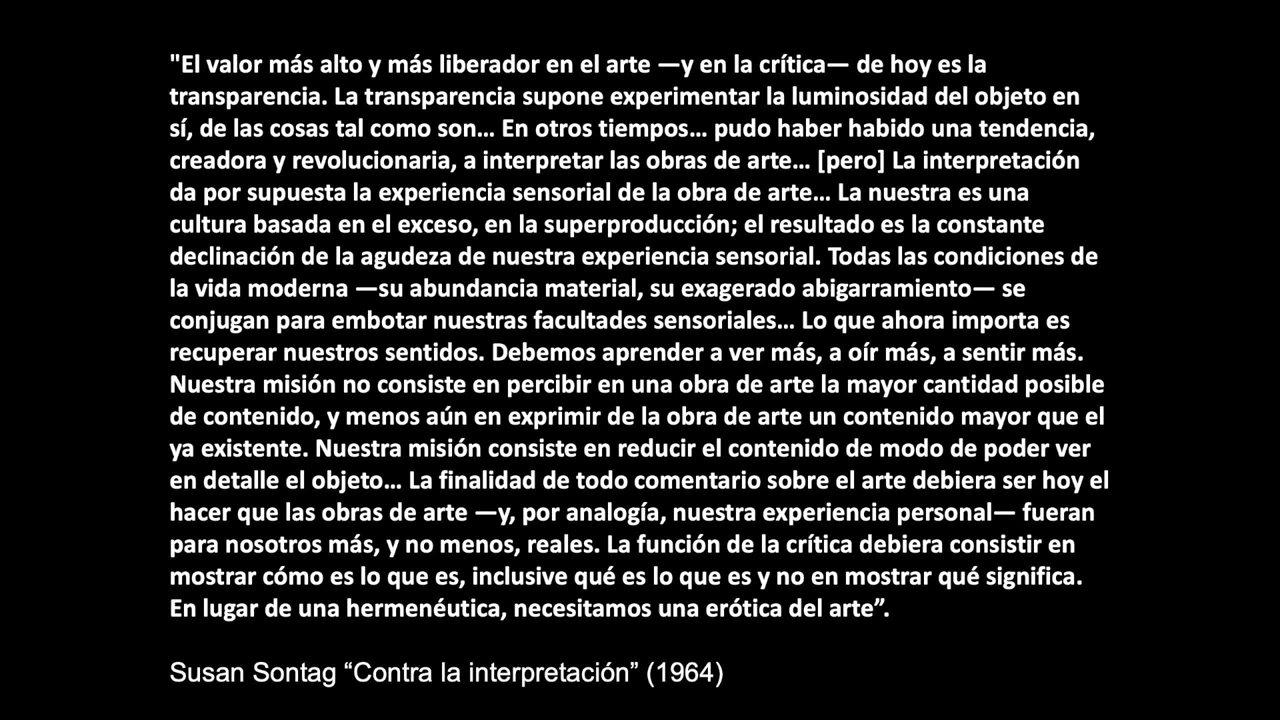 "El valor más alto y más liberador en el arte —y en la crítica— de hoy es la
transparencia. La transparencia supone experimentar la luminosidad del objeto en
sí, de las cosas tal como son… En otros tiempos… pudo haber habido una tendencia,
creadora y revolucionaria, a interpretar las obras de arte… [pero] La interpretación
da por supuesta la experiencia sensorial de la obra de arte… La nuestra es una
cultura basada en el exceso, en la superproducción; el resultado es la constante
declinación de la agudeza de nuestra experiencia sensorial. Todas las condiciones de
la vida moderna —su abundancia material, su exagerado abigarramiento— se
conjugan para embotar nuestras facultades sensoriales… Lo que ahora importa es
recuperar nuestros sentidos. Debemos aprender a ver más, a oír más, a sentir más.
Nuestra misión no consiste en percibir en una obra de arte la mayor cantidad posible
de contenido, y menos aún en exprimir de la obra de arte un contenido mayor que el
ya existente. Nuestra misión consiste en reducir el contenido de modo de poder ver
en detalle el objeto… La finalidad de todo comentario sobre el arte debiera ser hoy el
hacer que las obras de arte —y, por analogía, nuestra experiencia personal— fueran
para nosotros más, y no menos, reales. La función de la crítica debiera consistir en
mostrar cómo es lo que es, inclusive qué es lo que es y no en mostrar qué significa.
En lugar de una hermenéutica, necesitamos una erótica del arte”.
Susan Sontag “Contra la interpretación” (1964)